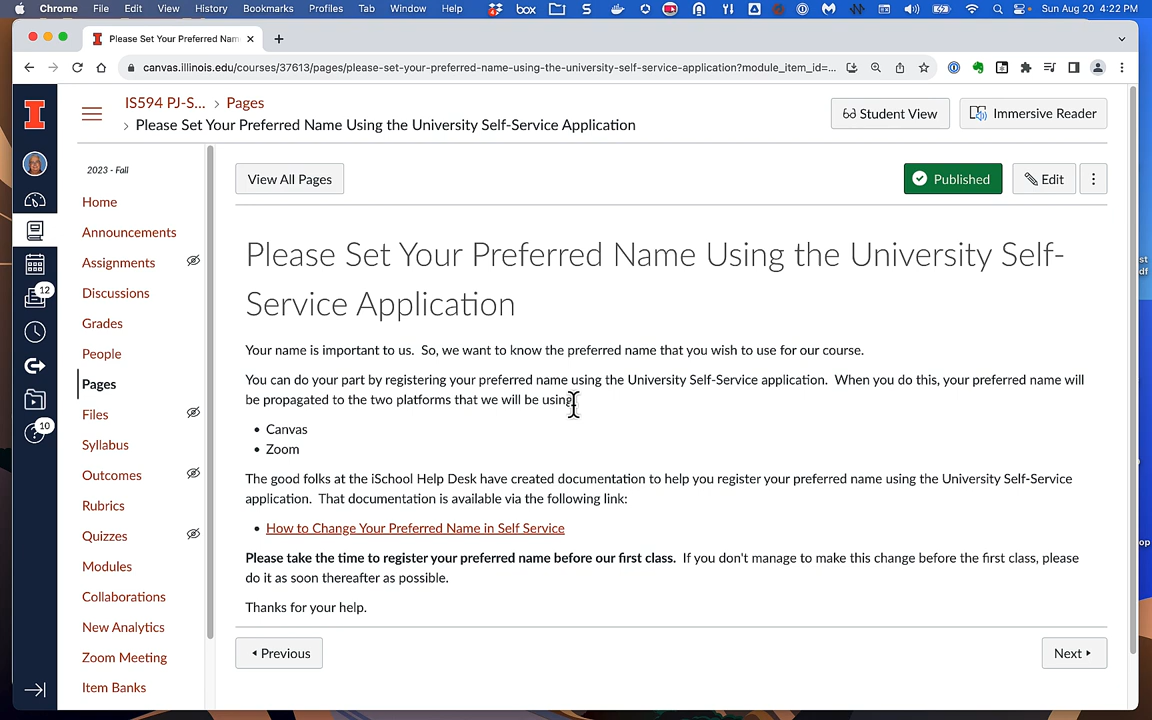 Chrome File Edit View History Bookmarks Profiles Tab Window Help box Sun Aug 20 4:22 PM
Please Set Your Preferred Nam
canvas.illinois.edu/courses/37613/pages/please-set-your-preferred-name-using-the-university-self-service-application?module_item_id=...
IS594 PJ-S... > Pages
> Please Set Your Preferred Name Using the University Self-Service Application
Student View
Immersive Reader
2023 - Fall
Home
Announcements
Assignments
Discussions
Grades
People
Pages
Files
Syllabus
Outcomes
Rubrics
Quizzes
Modules
Collaborations
New Analytics
Zoom Meeting
Item Banks
12
10
View All Pages
Published
Edit
Please Set Your Preferred Name Using the University Self-
Service Application
Your name is important to us. So, we want to know the preferred name that you wish to use for our course.
You can do your part by registering your preferred name using the University Self-Service application. When you do this, your preferred name will
be propagated to the two platforms that we will be using
• Canvas
• Zoom
The good folks at the iSchool Help Desk have created documentation to help you register your preferred name using the University Self-Service
application. That documentation is available via the following link:
• How to Change Your Preferred Name in Self Service
Please take the time to register your preferred name before our first class. If you don't manage to make this change before the first class, please
do it as soon thereafter as possible.
Thanks for your help.
Previous
Next
st
df
op